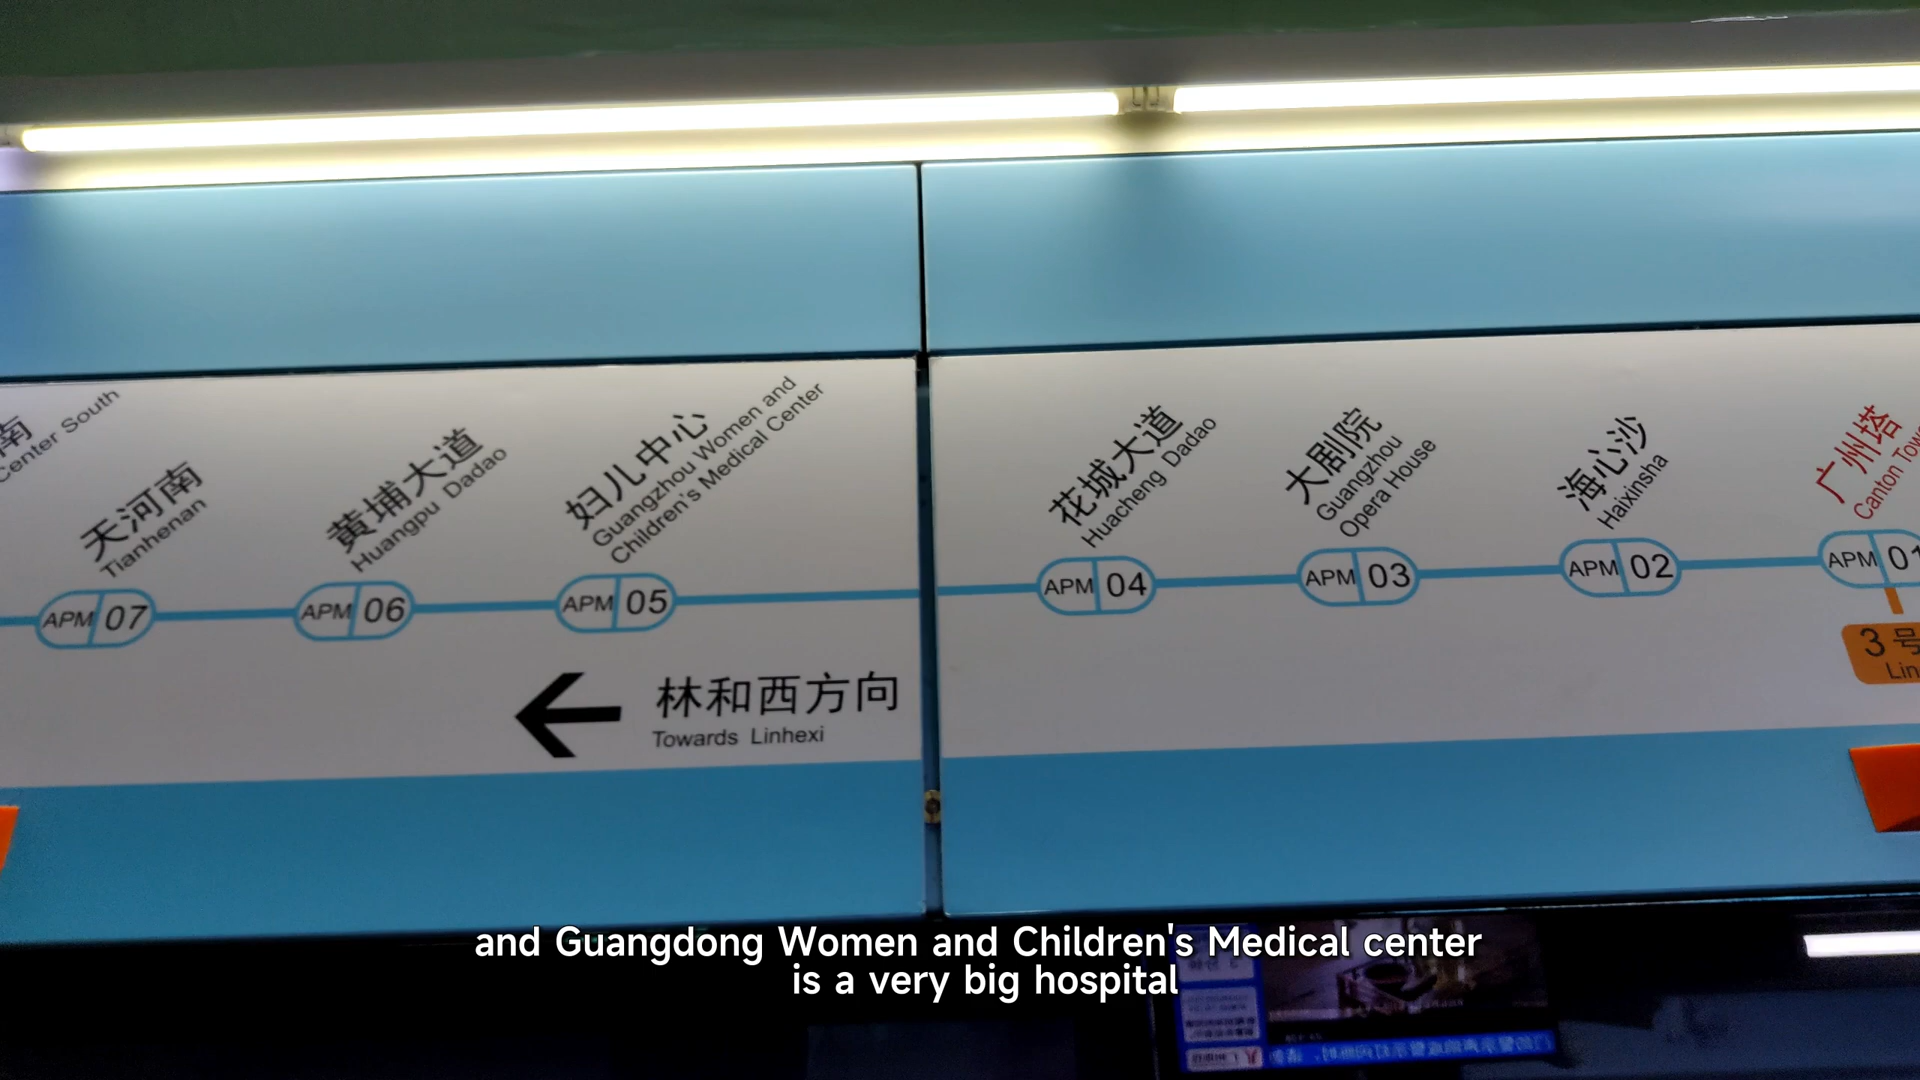 南
Center South
天河南
Tianhenan
黄埔大道
Huangpu Dadao
妇儿中心
Guangzhou Women and
Children's Medical Center
花城大道
Huacheng Dadao
大剧院
Guangzhou
Opera House
海心沙
Haixinsha
广州塔
Canton Tow
APM 07
APM 06
APM 05
APM 04
APM 03
APM 02
APM 01
3号
Lin
林和西方向
Towards Linhexi
and Guangdong Women and Children's Medical center
is a very big hospital